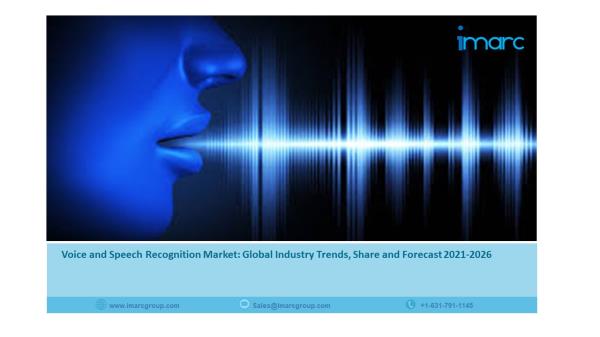 imarc
Voice and Speech Recognition Market: Global Industry Trends, Share and Forecast 2021-2026
www.imarcgroup.com Sales@imarcgroup.com +1-631-791-1145